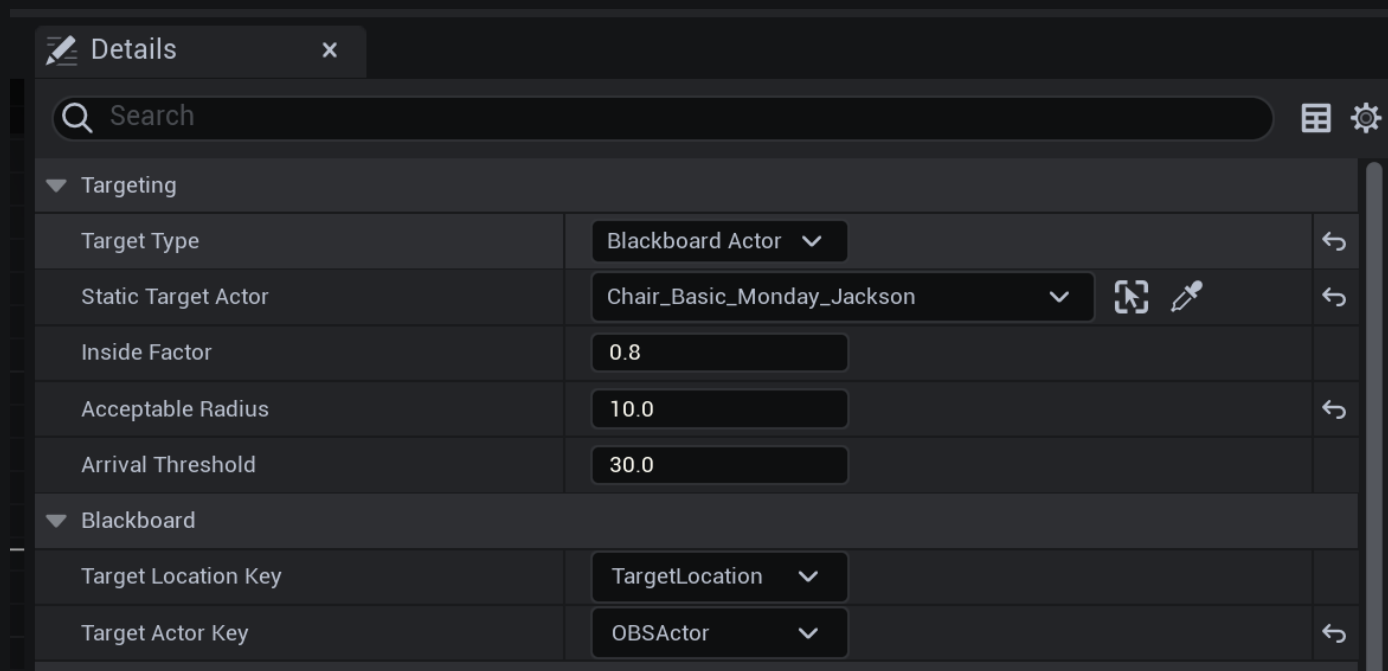 Details
Search
Targeting
Target Type Blackboard Actor
Static Target Actor Chair_Basic_Monday_Jackson
Inside Factor 0.8
Acceptable Radius 10.0
Arrival Threshold 30.0
Blackboard
Target Location Key TargetLocation
Target Actor Key OBSActor